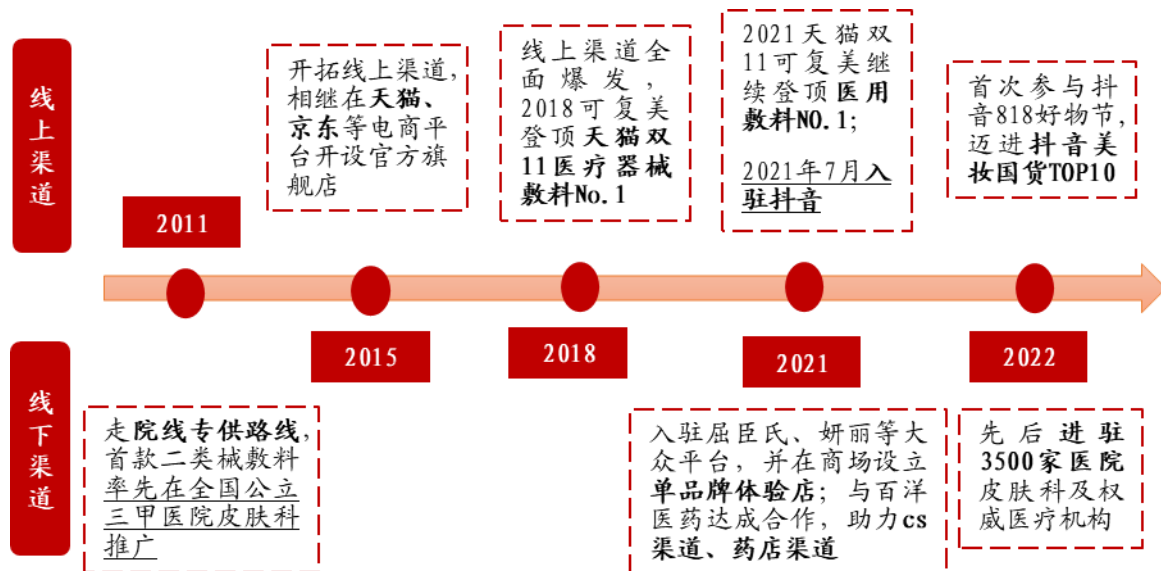 线上渠道
开拓线上渠道，
相继在天猫、
京东等电商平
台开设官方旗
舰店
线上渠道全
面爆发，
2018可复美
登顶天猫双
11医疗器械
敷料No.1
2021天猫双
11可复美继
续登顶医用
敷料NO.1；
2021年7月入
驻抖音
首次参与抖
音818好物节，
迈进抖音美
妆国货TOP10
2011
2015
2018
2021
2022
线下渠道
走院线专供路线，
首款二类械敷料
率先在全国公立
三甲医院皮肤科
推广
入驻屈臣氏、妍丽等大
众平台，并在商场设立
单品牌体验店；与百洋
医药达成合作，助力cs
渠道、药店渠道
先后进驻
3500家医院
皮肤科及权
威医疗机构